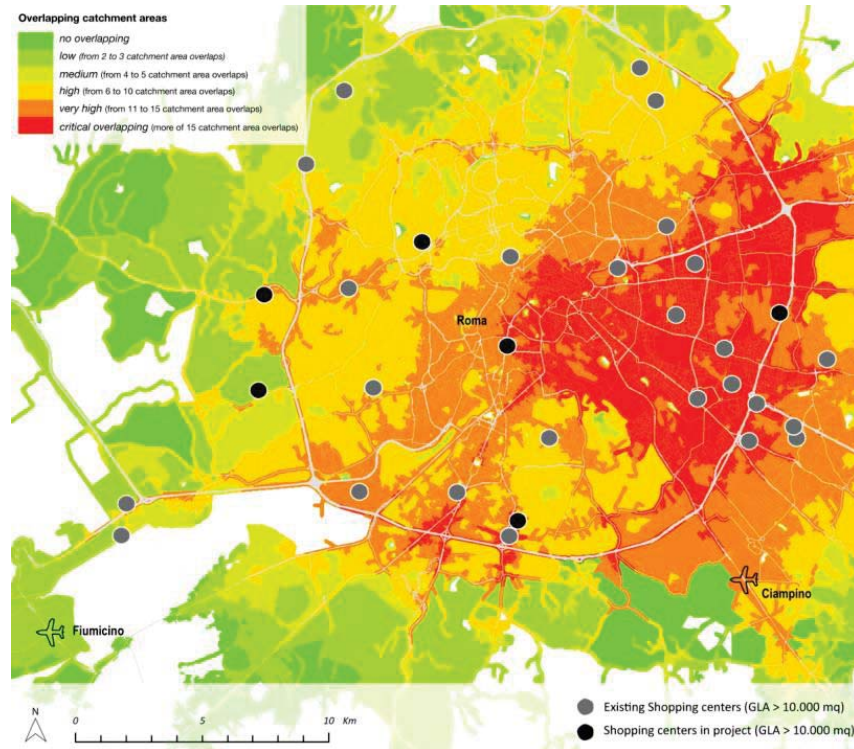 Overlapping catchment areas
no overlapping
low (from 2 to 3 catchment area overlaps)
medium (from 4 to 5 catchment area overlaps)
high (from 6 to 10 catchment area overlaps)
very high (from 11 to 15 catchment area overlaps)
critical overlapping (more of 15 catchment area overlaps)
Roma
Ciampino
Fiumicino
N
0 5 10 Km
Existing Shopping centers (GLA > 10.000 mq)
Shopping centers in project (GLA > 10.000 mq)